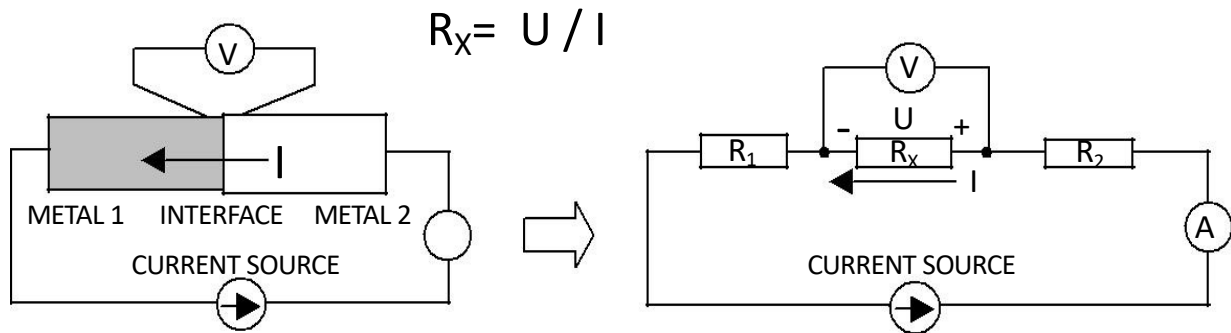 Rₓ= U / I
V
I
METAL 1 INTERFACE METAL 2
CURRENT SOURCE
V
- U +
R₁ Rₓ R₂
I
A
CURRENT SOURCE